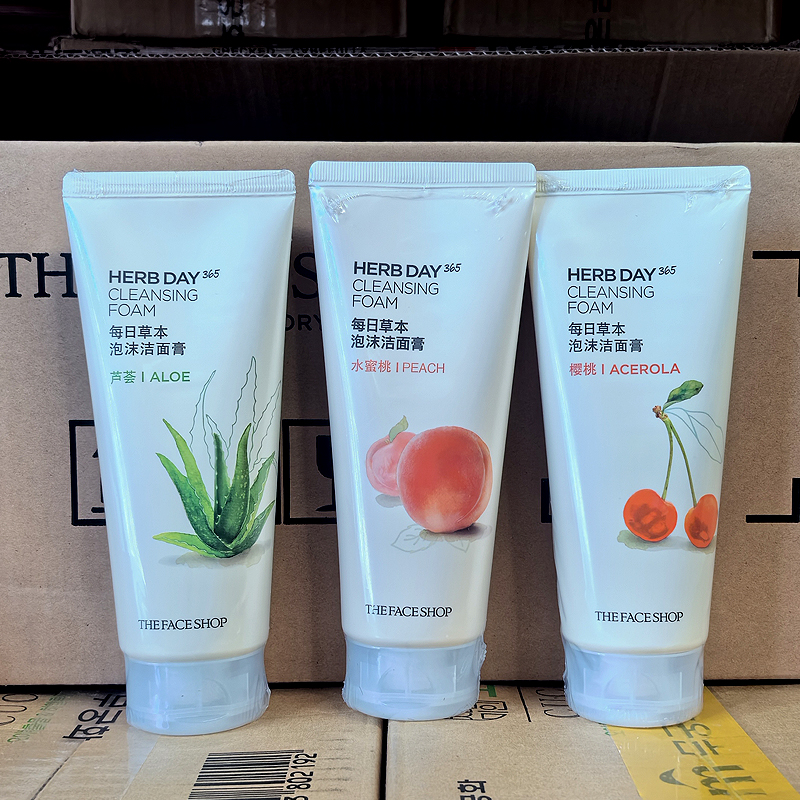 HERB DAY 365
CLEANSING
FOAM
每日草本
泡沫洁面膏
芦荟 I ALOE
THE FACE SHOP
HERB DAY 365
CLEANSING
FOAM
每日草本
泡沫洁面膏
水蜜桃 I PEACH
THE FACE SHOP
HERB DAY 365
CLEANSING
FOAM
每日草本
泡沫洁面膏
樱桃 I ACEROLA
THE FACE SHOP
3 802192